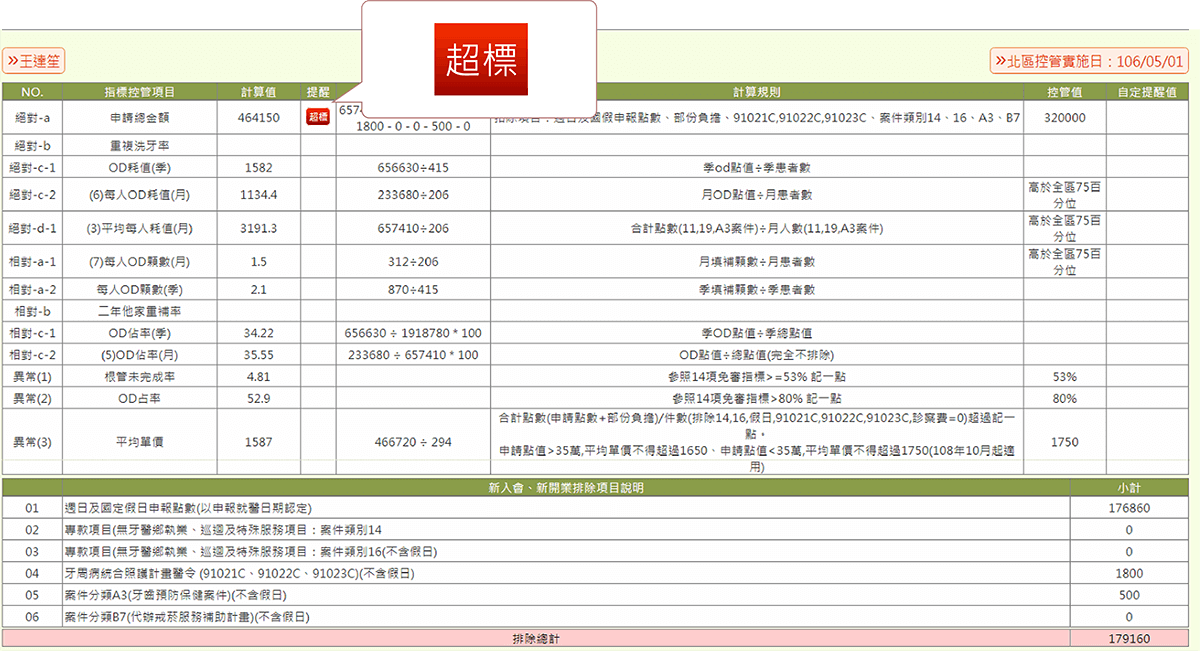 超標
»王達笙
»北區控管實施日：106/05/01
NO. 指標控管項目 計算值 提醒 計算規則 控管值 自定提醒值
絕對-a 申請總金額 464150 超標 657
1800 - 0 - 0 - 500 - 0 扣除項目：週日及國假申報點數、部份負擔、91021C,91022C,91023C、案件類別14、16、A3、B7 320000
絕對-b 重複洗牙率
絕對-c-1 OD耗值(季) 1582 656630÷415 季od點值÷季患者數
絕對-c-2 (6)每人OD耗值(月) 1134.4 233680÷206 月OD點值÷月患者數 高於全區75百
分位
絕對-d-1 (3)平均每人耗值(月) 3191.3 657410÷206 合計點數(11,19,A3案件)÷月人數(11,19,A3案件) 高於全區75百
分位
相對-a-1 (7)每人OD顆數(月) 1.5 312÷206 月填補顆數÷月患者數 高於全區75百
分位
相對-a-2 每人OD顆數(季) 2.1 870÷415 季填補顆數÷季患者數
相對-b 二年他家重補率
相對-c-1 OD佔率(季) 34.22 656630 ÷ 1918780 * 100 季OD點值÷季總點值
相對-c-2 (5)OD佔率(月) 35.55 233680 ÷ 657410 * 100 OD點值÷總點值(完全不排除)
異常(1) 根管未完成率 4.81 參照14項免審指標>=53% 記一點 53%
異常(2) OD占率 52.9 參照14項免審指標>80% 記一點 80%
異常(3) 平均單價 1587 466720 ÷ 294 合計點數(申請點數+部份負擔)/件數(排除14,16,假日,91021C,91022C,91023C,診察費=0)超過記一
點。
申請點值>35萬,平均單價不得超過1650、申請點值<35萬,平均單價不得超過1750(108年10月起適
用) 1750
新入會、新開業排除項目說明 小計
01 週日及國定假日申報點數(以申報就醫日期認定) 176860
02 專款項目(無牙醫鄉執業、巡迴及特殊服務項目：案件類別14 0
03 專款項目(無牙醫鄉執業、巡迴及特殊服務項目：案件類別16(不含假日) 0
04 牙周病統合照護計畫醫令 (91021C、91022C、91023C)(不含假日) 1800
05 案件分類A3(牙齒預防保健案件)(不含假日) 500
06 案件分類B7(代辦戒菸服務補助計畫)(不含假日) 0
排除總計 179160